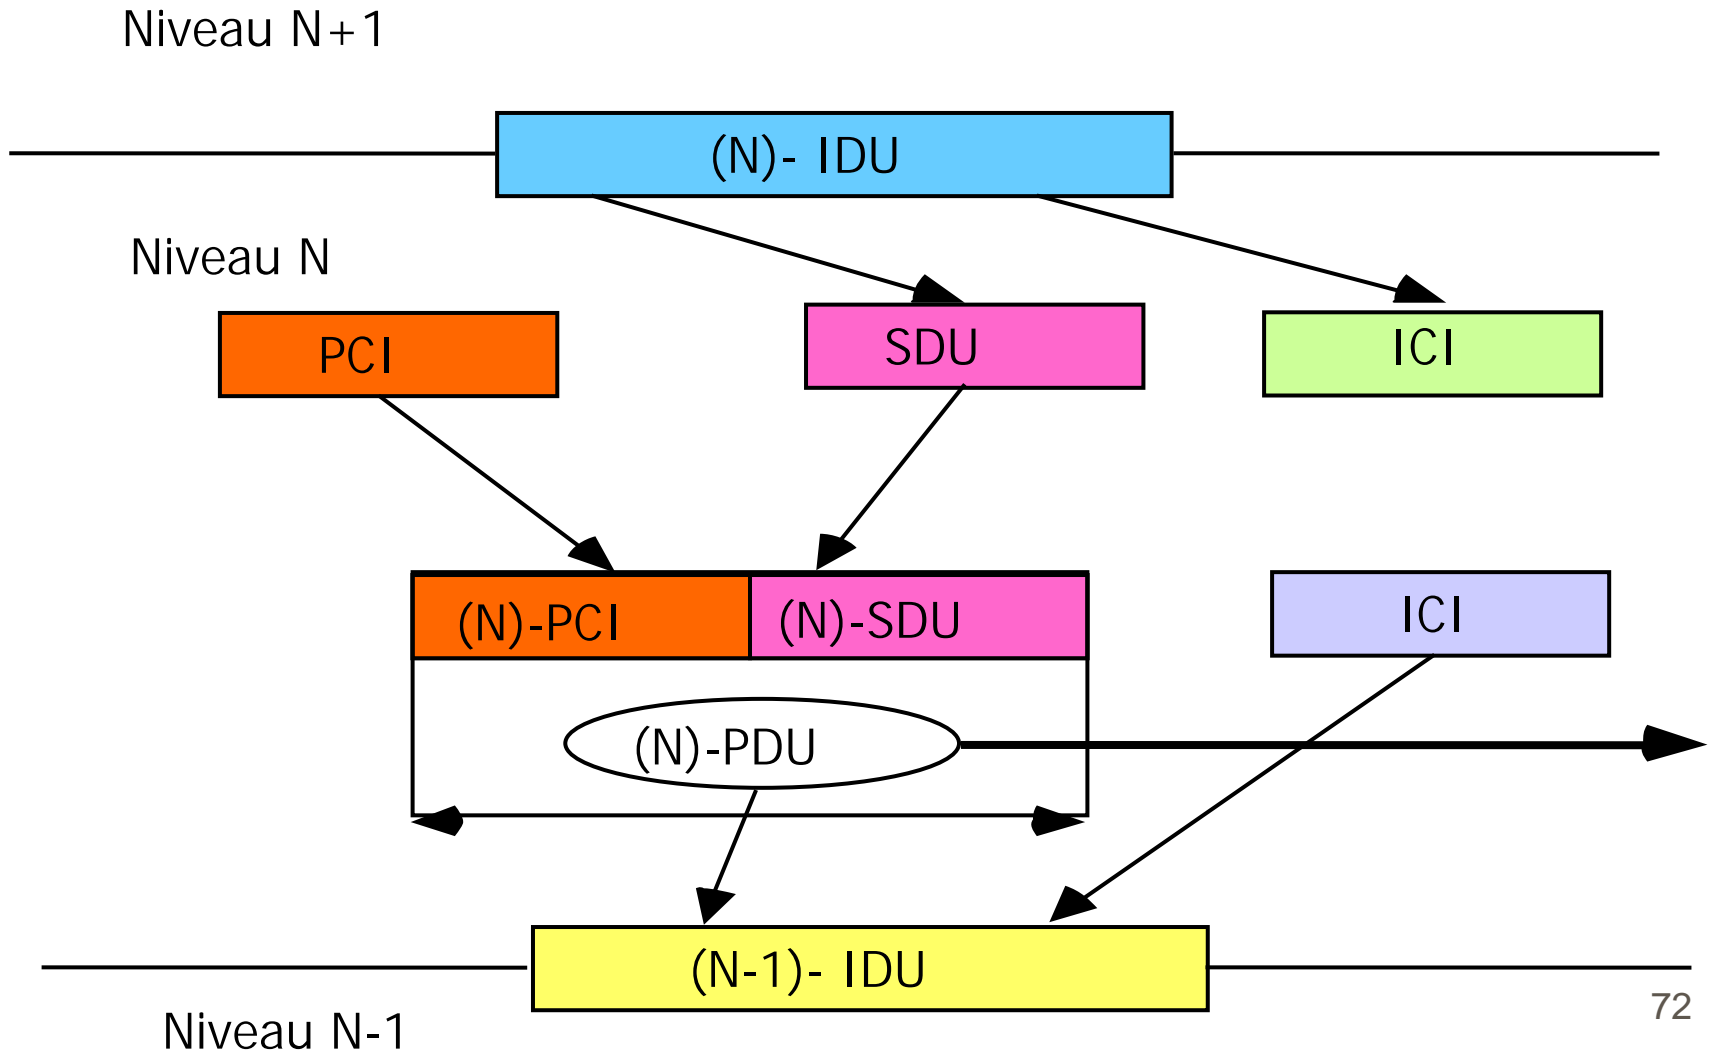 Niveau N+1
(N)- IDU
Niveau N
PCI
SDU
ICI
(N)-PCI
(N)-SDU
ICI
(N)-PDU
(N-1)- IDU
72
Niveau N-1